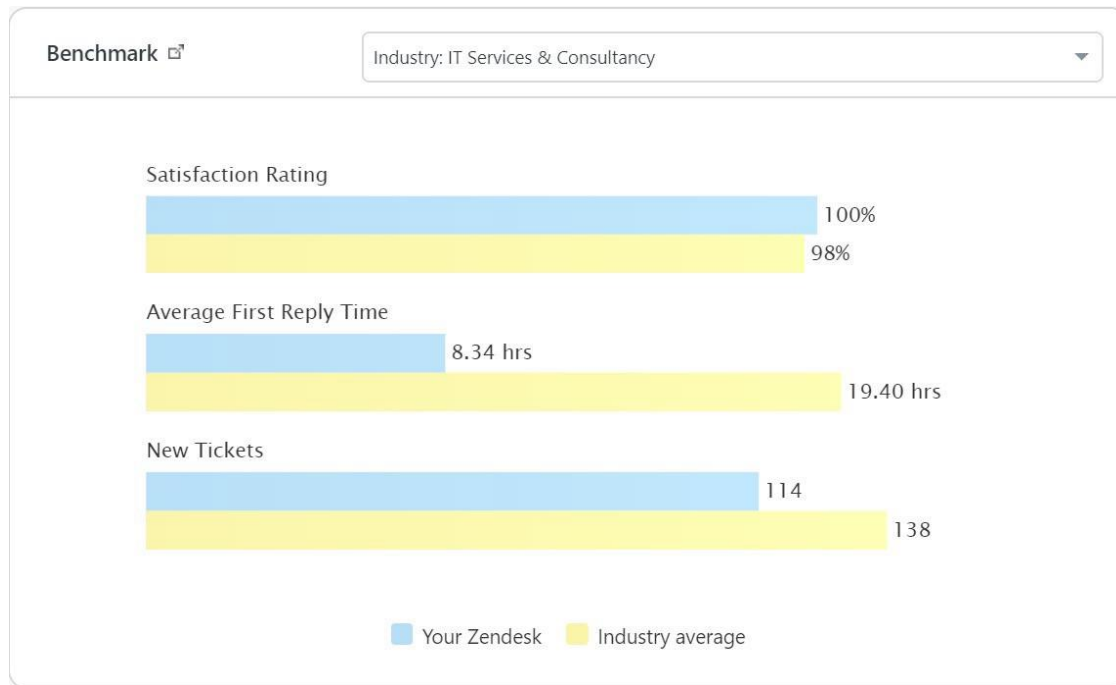 Benchmark
Industry: IT Services & Consultancy
Satisfaction Rating
100%
98%
Average First Reply Time
8.34 hrs
19.40 hrs
New Tickets
114
138
Your Zendesk Industry average